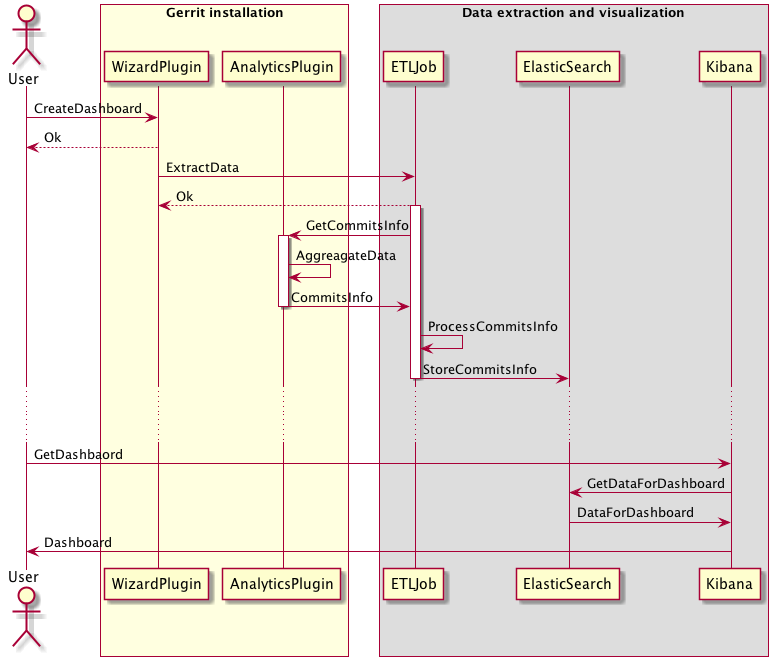 Gerrit installation
Data extraction and visualization
User
WizardPlugin
AnalyticsPlugin
ETLJob
ElasticSearch
Kibana
CreateDashboard
Ok
ExtractData
Ok
GetCommitsInfo
AggreagateData
CommitsInfo
ProcessCommitsInfo
StoreCommitsInfo
GetDashbaord
GetDataForDashboard
DataForDashboard
Dashboard
User
WizardPlugin
AnalyticsPlugin
ETLJob
ElasticSearch
Kibana